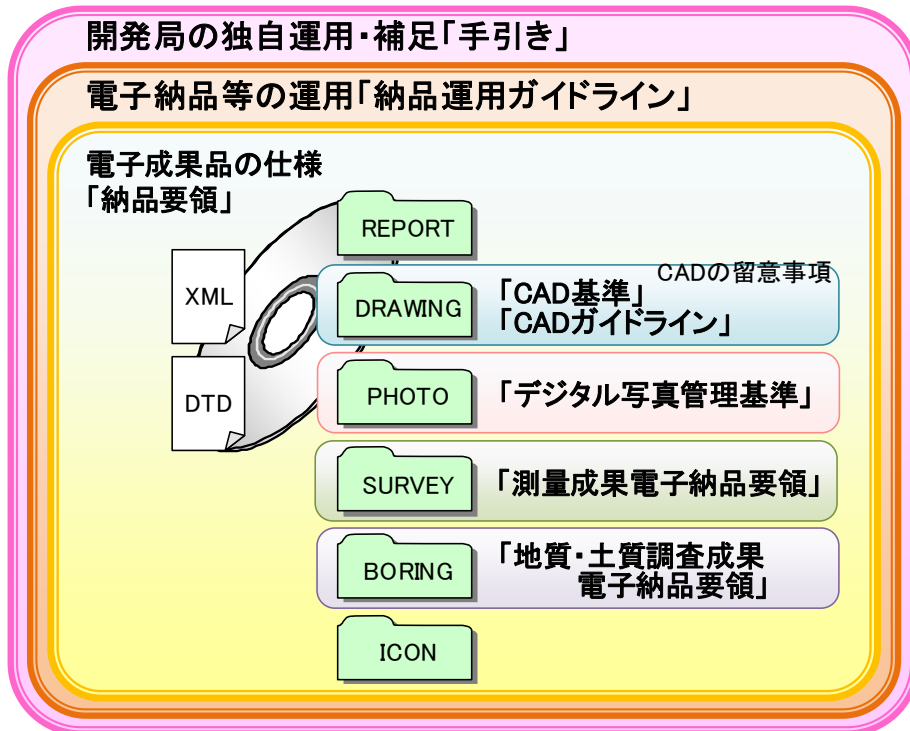 開発局の独自運用・補足「手引き」
電子納品等の運用「納品運用ガイドライン」
電子成果品の仕様
「納品要領」
REPORT
XML
CADの留意事項
DRAWING
「CAD基準」
「CADガイドライン」
DTD
PHOTO
「デジタル写真管理基準」
SURVEY
「測量成果電子納品要領」
BORING
「地質・土質調査成果
電子納品要領」
ICON